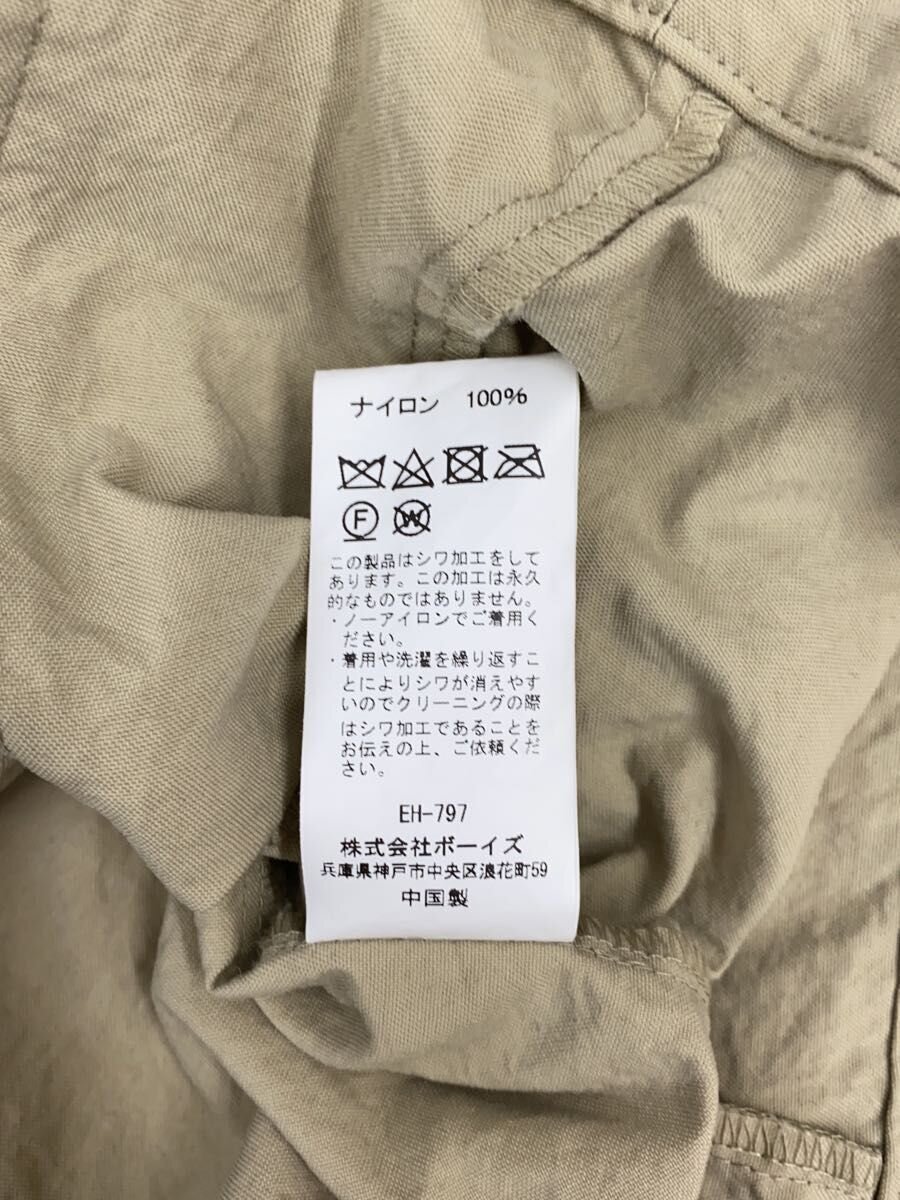 ナイロン 100%
F W
この製品はシワ加工をして
あります。この加工は永久
的なものではありません。
・ノーアイロンでご着用く
ださい。
・着用や洗濯を繰り返すこ
とによりシワが消えやす
いのでクリーニングの際
はシワ加工であることを
お伝えの上、ご依頼くだ
さい。
EH-797
株式会社ボーイズ
兵庫県神戸市中央区浪花町59
中国製